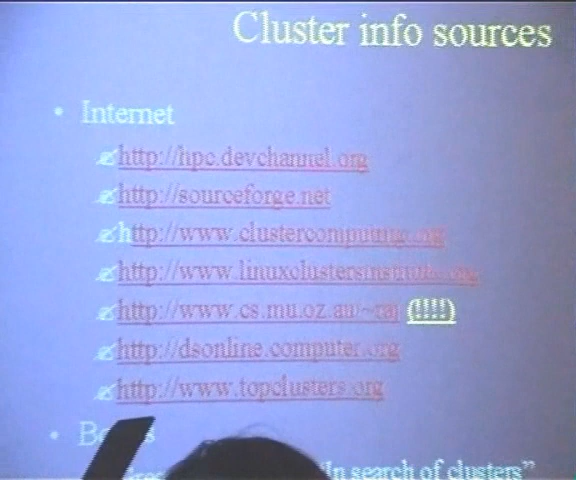 Cluster info sources
• Internet
http://hpc.devchannel.org
http://sourceforge.net
http://www.clustercomputing.org
http://www.linuxclustersinstitute.org
http://www.cs.mu.oz.au/~raj (!!!!)
http://dsonline.computer.org
http://www.topclusters.org
•
"In search of clusters"